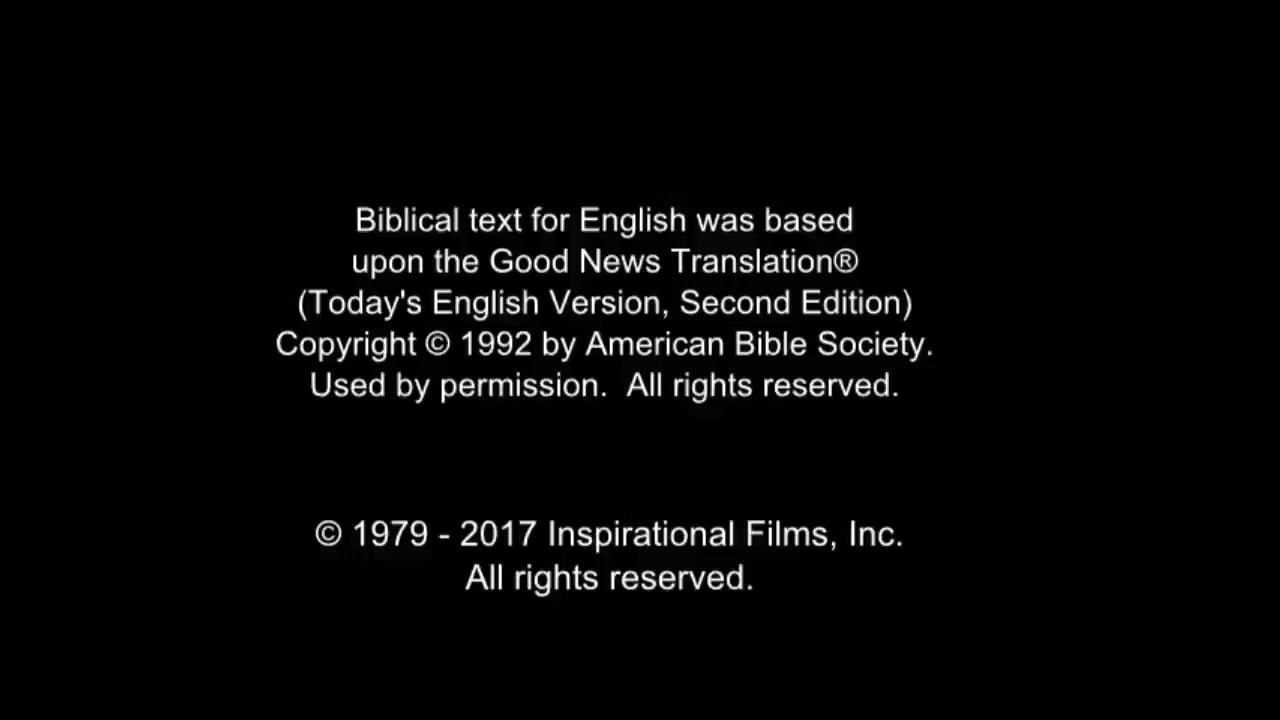 Biblical text for English was based
upon the Good News Translation®
(Today's English Version, Second Edition)
Copyright © 1992 by American Bible Society.
Used by permission.  All rights reserved.
© 1979 - 2017 Inspirational Films, Inc.
All rights reserved.